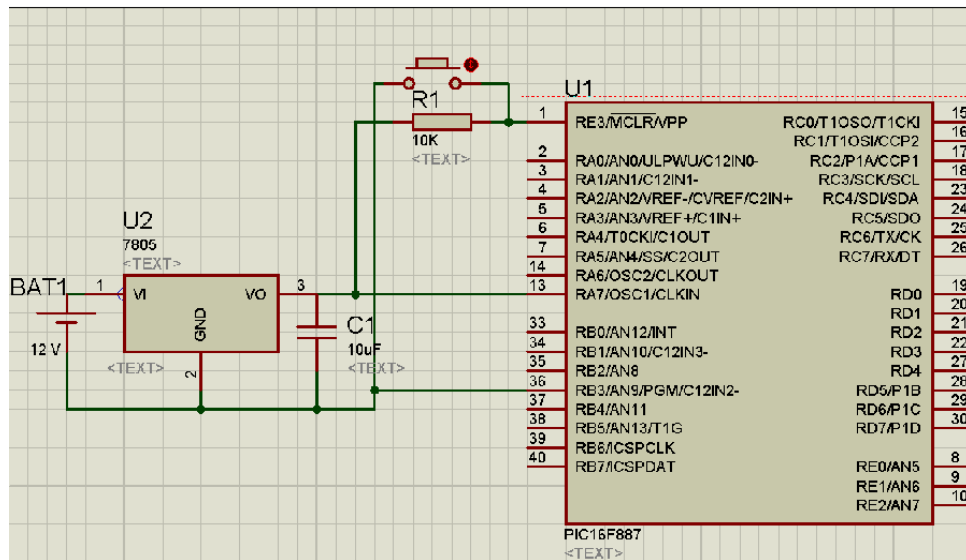 R1
10K
<TEXT>
U2
7805
<TEXT>
BAT1
1
VI
VO
3
GND
2
12 V
<TEXT>
C1
10uF
<TEXT>
U1
1 RE3/MCLR/VPP RC0/T1OSO/T1CKI 15
RC1/T1OSI/CCP2 16
2 RA0/AN0/ULPWU/C12IN0- RC2/P1A/CCP1 17
3 RA1/AN1/C12IN1- RC3/SCK/SCL 18
4 RA2/AN2/VREF-/CVREF/C2IN+ RC4/SDI/SDA 23
5 RA3/AN3/VREF+/C1IN+ RC5/SDO 24
6 RA4/T0CKI/C1OUT RC6/TX/CK 25
7 RA5/AN4/SS/C2OUT RC7/RX/DT 26
14 RA6/OSC2/CLKOUT
13 RA7/OSC1/CLKIN RD0 19
RD1 20
33 RB0/AN12/INT RD2 21
34 RB1/AN10/C12IN3- RD3 22
35 RB2/AN8 RD4 27
36 RB3/AN9/PGM/C12IN2- RD5/P1B 28
37 RB4/AN11 RD6/P1C 29
38 RB5/AN13/T1G RD7/P1D 30
39 RB6/ICSPCLK
40 RB7/ICSPDAT RE0/AN5 8
RE1/AN6 9
RE2/AN7 10
PIC16F887
<TEXT>